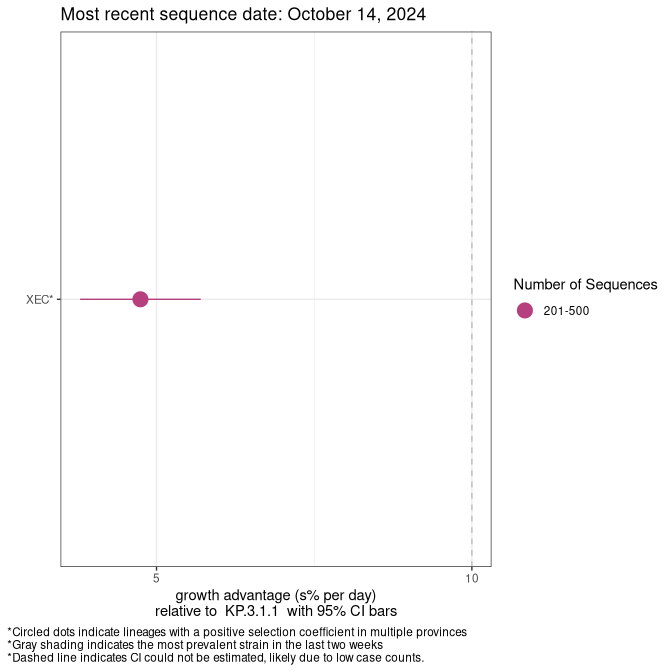 Most recent sequence date: October 14, 2024
XEC*
Number of Sequences
201-500
5
10
growth advantage (s% per day)
relative to  KP.3.1.1  with 95% CI bars
*Circled dots indicate lineages with a positive selection coefficient in multiple provinces
*Gray shading indicates the most prevalent strain in the last two weeks
*Dashed line indicates CI could not be estimated, likely due to low case counts.